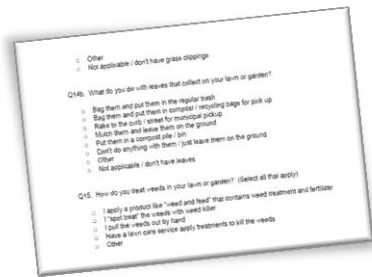 Other
Not applicable / don't have grass clippings
Q14b. What do you do with leaves that collect on your lawn or garden?
Bag them and put them in the regular trash
Bag them and put them in compost / recycling bags for pick up
Rake to the curb / street for municipal pickup
Mulch them and leave them on the ground
Put them in a compost pile / bin
Don't do anything with them / just leave them on the ground
Other
Not applicable / don't have leaves
Q15. How do you treat weeds in your lawn or garden? (Select all that apply)
I apply a product like "weed and feed" that contains weed treatment and fertilizer
I "spot beat" the weeds with weed killer
I pull the weeds out by hand
Have a lawn care service apply treatments to kill the weeds
Other